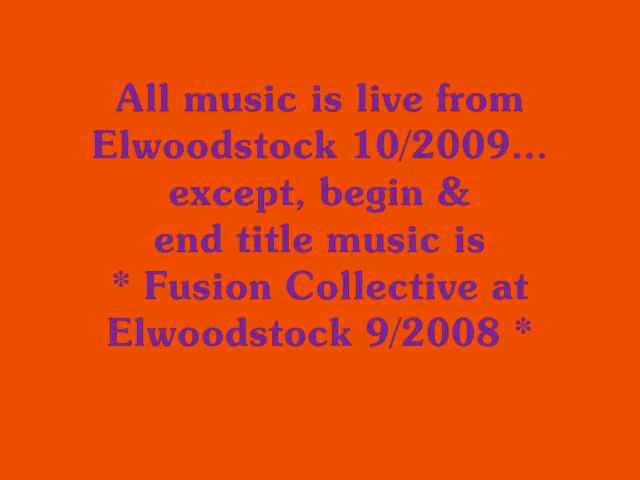 All music is live from
Elwoodstock 10/2009...
except, begin &
end title music is
* Fusion Collective at
Elwoodstock 9/2008 *